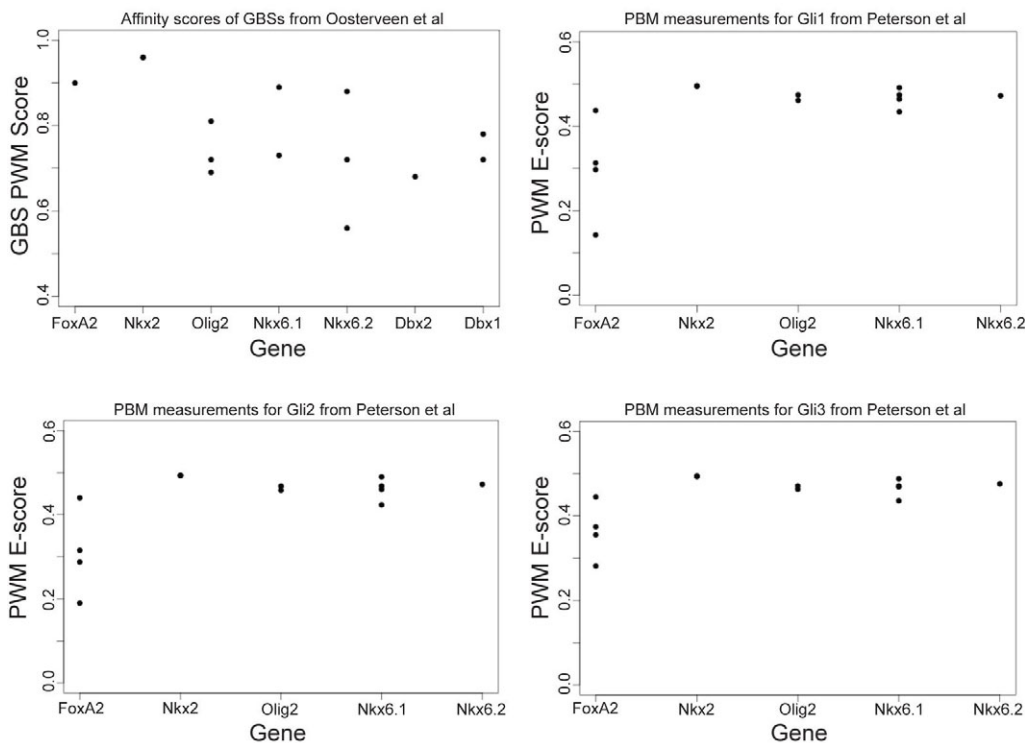 Affinity scores of GBSs from Oosterveen et al
GBS PWM Score
1.0
0.8
0.6
0.4
FoxA2 Nkx2 Olig2 Nkx6.1 Nkx6.2 Dbx2 Dbx1
Gene
PBM measurements for Gli1 from Peterson et al
PWM E-score
0.6
0.4
0.2
0.0
FoxA2 Nkx2 Olig2 Nkx6.1 Nkx6.2
Gene
PBM measurements for Gli2 from Peterson et al
PWM E-score
0.6
0.4
0.2
0.0
FoxA2 Nkx2 Olig2 Nkx6.1 Nkx6.2
Gene
PBM measurements for Gli3 from Peterson et al
PWM E-score
0.6
0.4
0.2
0.0
FoxA2 Nkx2 Olig2 Nkx6.1 Nkx6.2
Gene